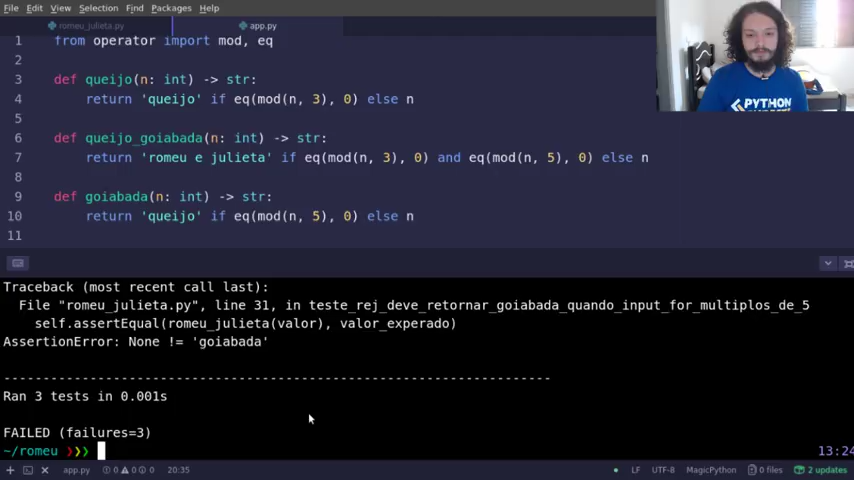 File Edit View Selection Find Packages Help
romeu_julieta.py app.py
1 from operator import mod, eq
2
3 def queijo(n: int) -> str:
4 return 'queijo' if eq(mod(n, 3), 0) else n
5
6 def queijo_goiabada(n: int) -> str:
7 return 'romeu e julieta' if eq(mod(n, 3), 0) and eq(mod(n, 5), 0) else n
8
9 def goiabada(n: int) -> str:
10 return 'queijo' if eq(mod(n, 5), 0) else n
11
PYTHON
Traceback (most recent call last):
File "romeu_julieta.py", line 31, in teste_rej_deve_retornar_goiabada_quando_input_for_multiplos_de_5
self.assertEqual(romeu_julieta(valor), valor_experado)
AssertionError: None != 'goiabada'
----------------------------------------------------------------------
Ran 3 tests in 0.001s
FAILED (failures=3)
~/romeu ❯❯❯ 13:24
app.py 0 0 0 20:35 LF UTF-8 MagicPython 0 files 2 updates